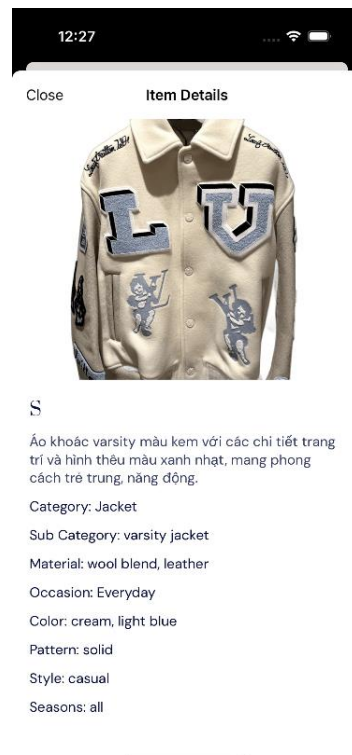 12:27
Close
Item Details
L
V
S
Áo khoác varsity màu kem với các chi tiết trang
trí và hình thêu màu xanh nhạt, mang phong
cách trẻ trung, năng động.
Category: Jacket
Sub Category: varsity jacket
Material: wool blend, leather
Occasion: Everyday
Color: cream, light blue
Pattern: solid
Style: casual
Seasons: all